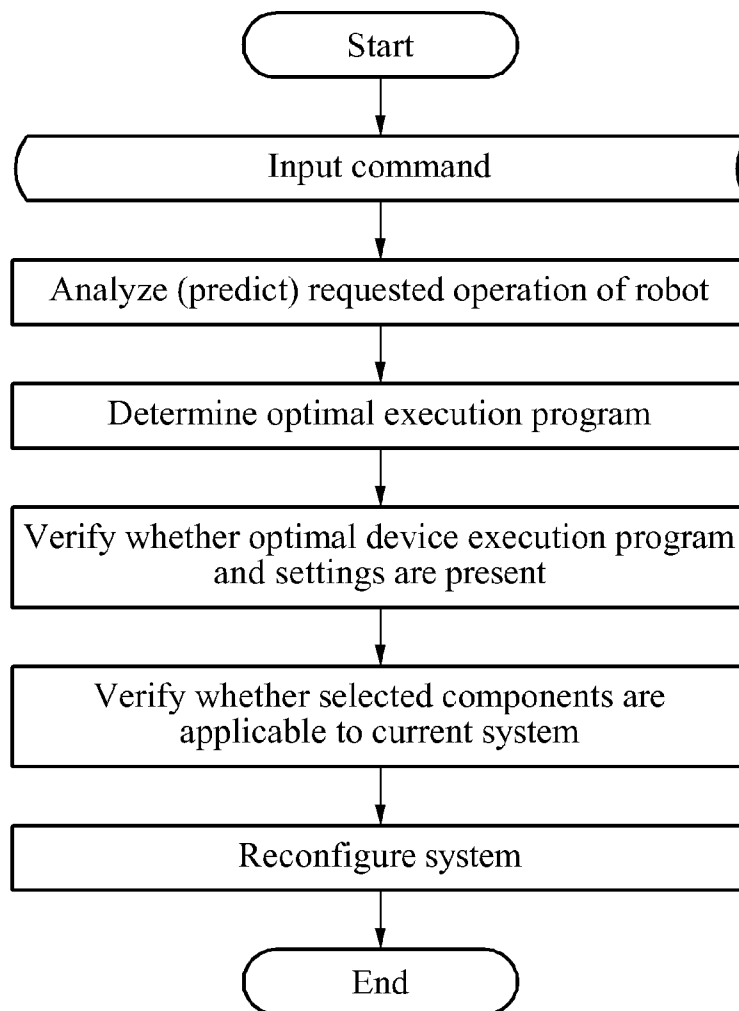 Start
Input command
Analyze (predict) requested operation of robot
Determine optimal execution program
Verify whether optimal device execution program
and settings are present
Verify whether selected components are
applicable to current system
Reconfigure system
End